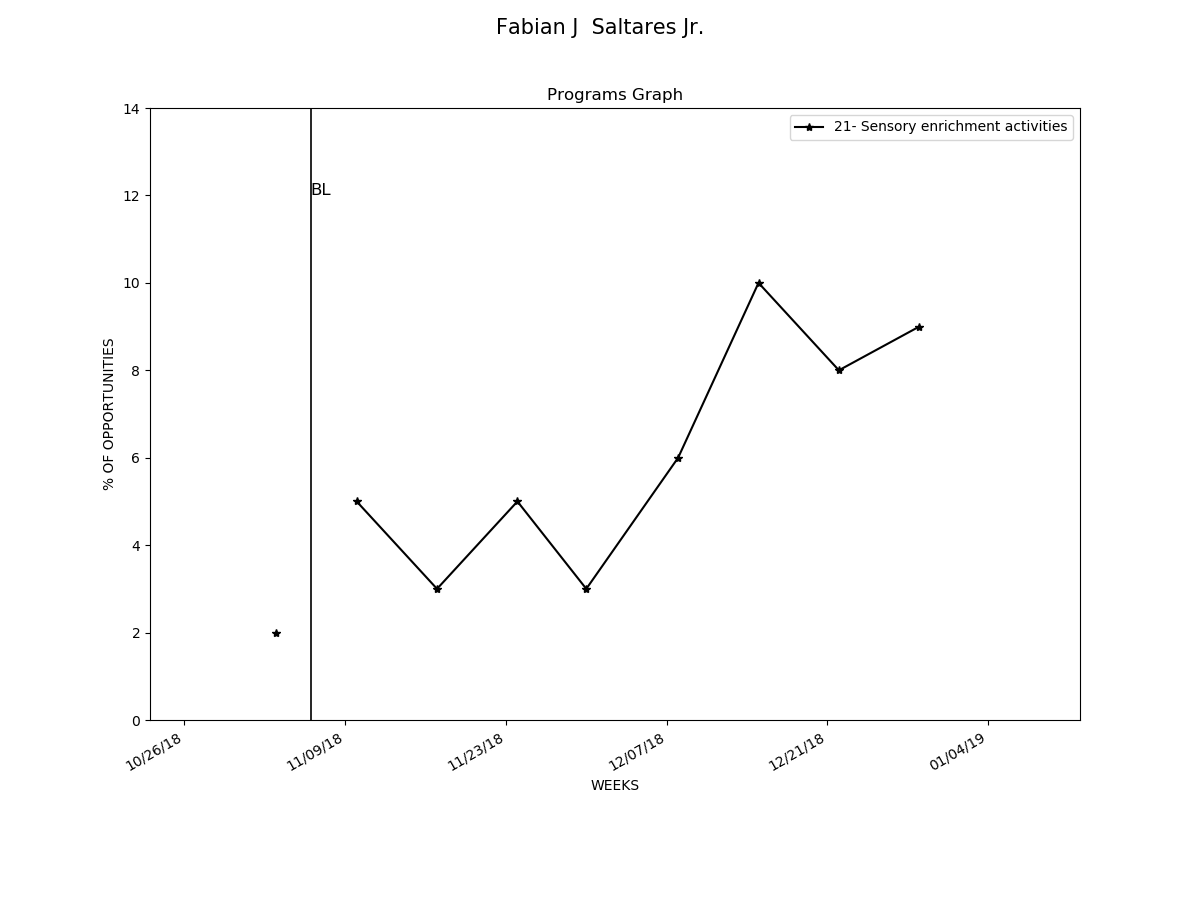 Fabian J  Saltares Jr.
Programs Graph
21- Sensory enrichment activities
BL
14
12
10
8
6
4
2
0
% OF OPPORTUNITIES
10/26/18
11/09/18
11/23/18
12/07/18
12/21/18
01/04/19
WEEKS